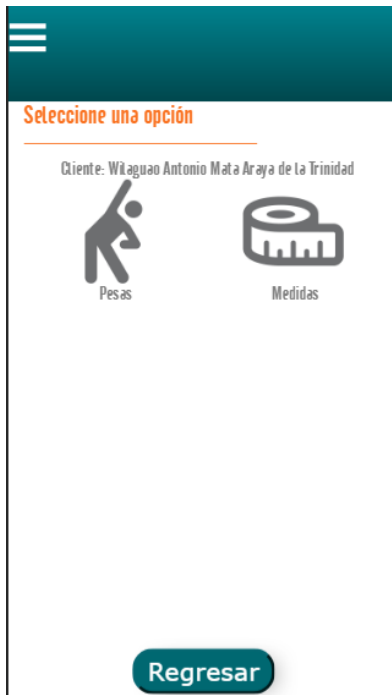 Seleccione una opción
Cliente: Wilaguao Antonio Mata Araya de la Trinidad
Pesas
Medidas
Regresar